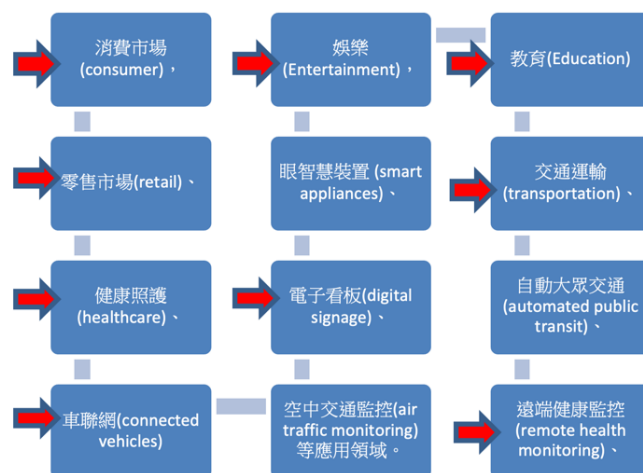 消費市場
(consumer)，
零售市場(retail)、
健康照護
(healthcare)、
車聯網(connected
vehicles)
空中交通監控(air
traffic monitoring)
等應用領域。
電子看板(digital
signage)、
眼智慧裝置 (smart
appliances)、
娛樂
(Entertainment)，
教育(Education)
交通運輸
(transportation)、
自動大眾交通
(automated public
transit)、
遠端健康監控
(remote health
monitoring)、